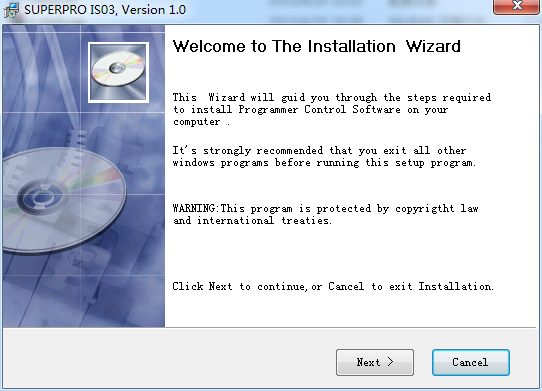 SUPERPRO IS03, Version 1.0
Welcome to The Installation Wizard
This Wizard will guid you through the steps required
to install Programmer Control Software on your
computer .
It's strongly recommended that you exit all other
windows programs before running this setup program.
WARNING:This program is protected by copyrigtht law
and international treaties.
Click Next to continue,or Cancel to exit Installation.
Next >
Cancel